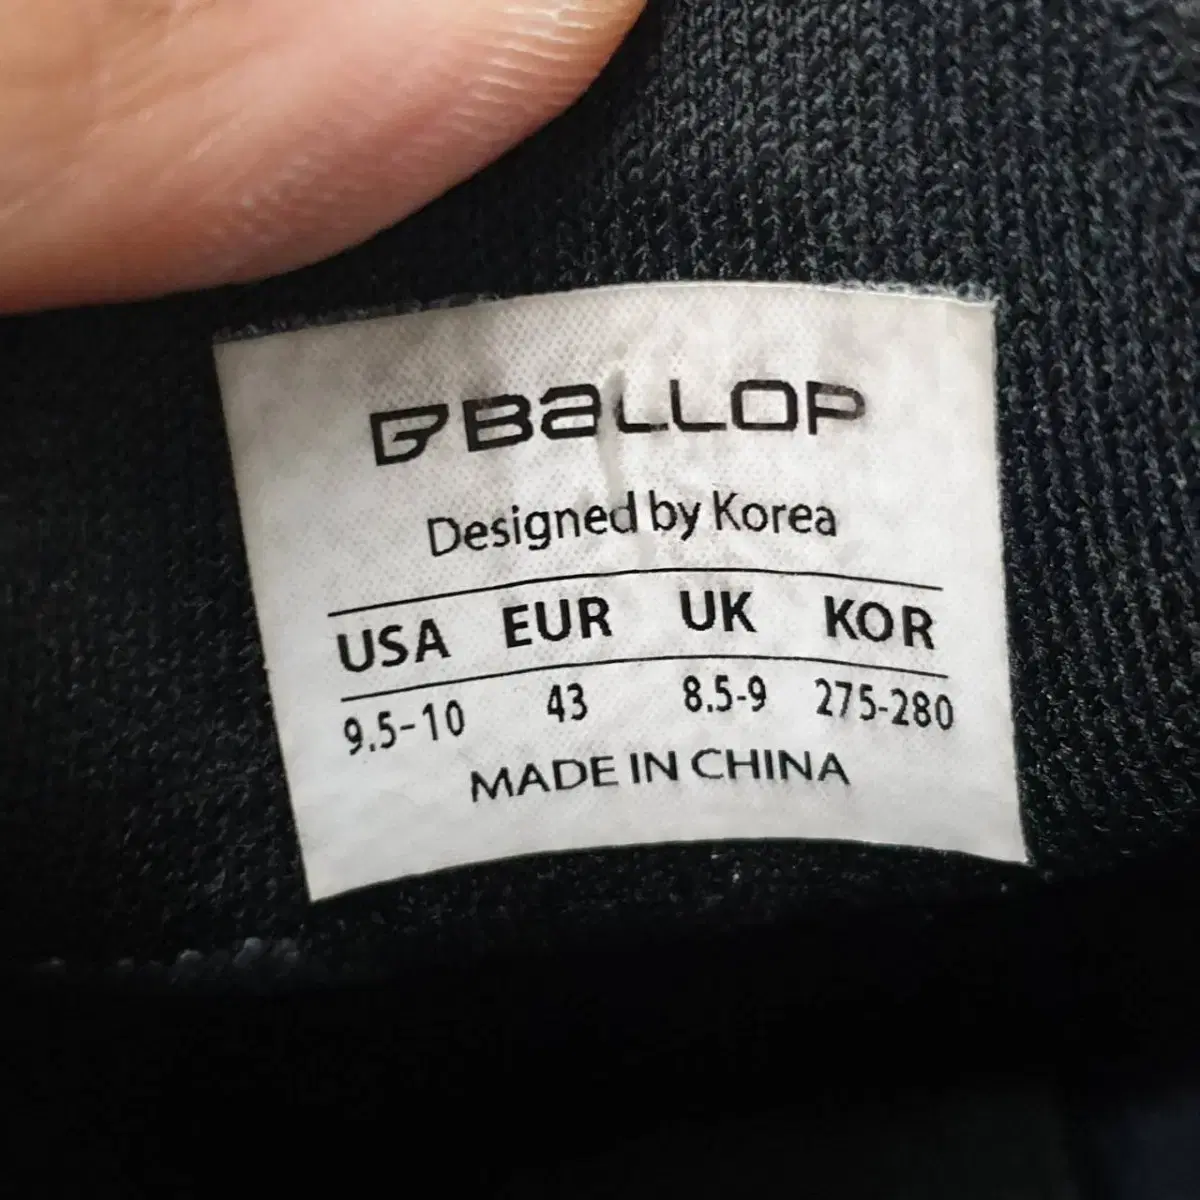 BaLLOP
Designed by Korea
USA EUR UK KOR
9.5-10 43 8.5-9 275-280
MADE IN CHINA